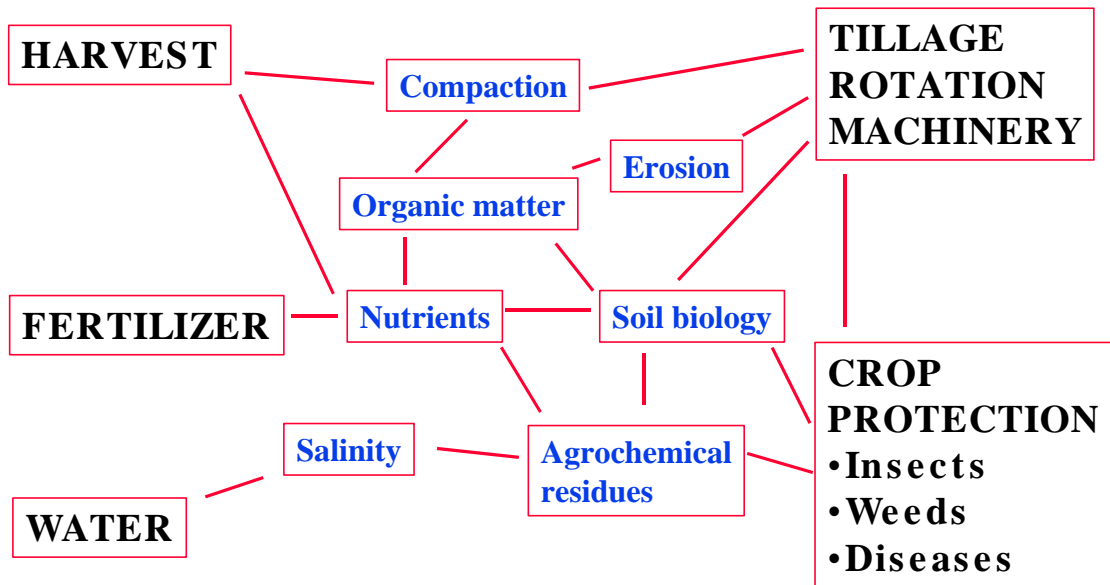 HARVEST
Compaction
TILLAGE
ROTATION
MACHINERY
Erosion
Organic matter
FERTILIZER
Nutrients
Soil biology
CROP
PROTECTION
•Insects
•Weeds
•Diseases
Salinity
Agrochemical
residues
WATER